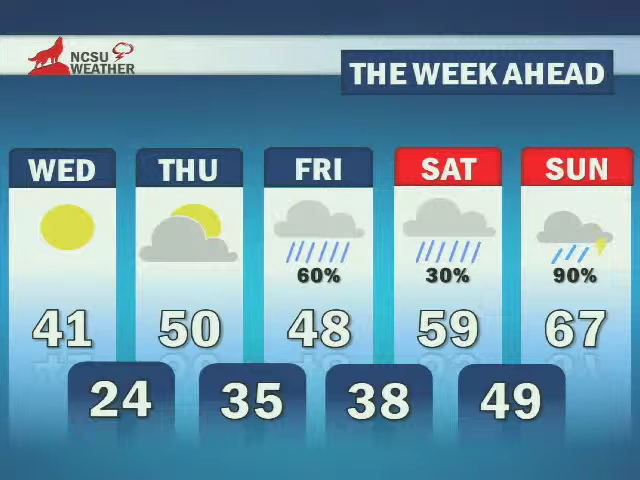 NCSU
WEATHER
THE WEEK AHEAD
WED THU FRI SAT SUN
60% 30% 90%
41 50 48 59 67
24 35 38 49